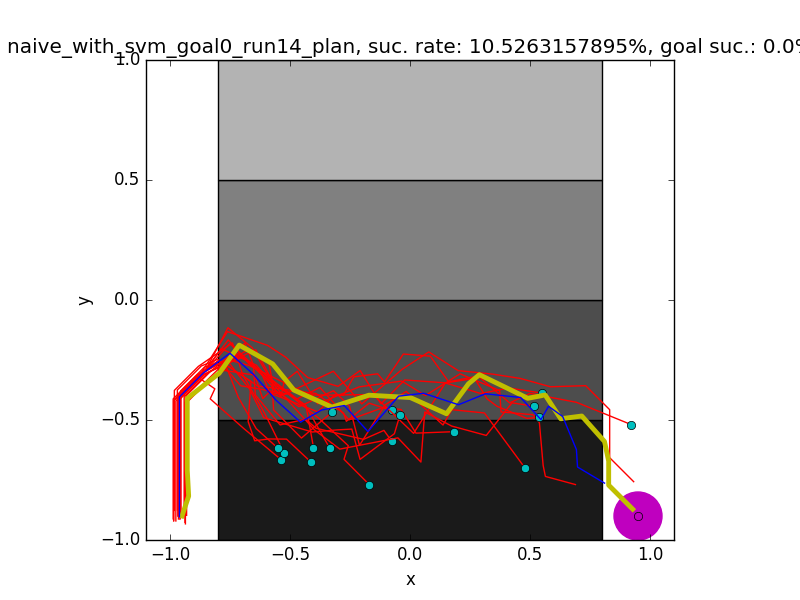 naive_with_svm_goal0_run14_plan, suc. rate: 10.5263157895%, goal suc.: 0.0%
1.0
0.5
0.0
−0.5
−1.0
y
−1.0 −0.5 0.0 0.5 1.0
x